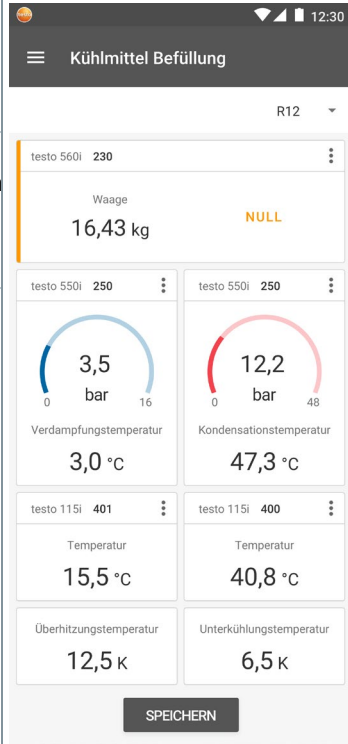 12:30
Kühlmittel Befüllung
R12
testo 560i 230
Waage
16,43 kg
NULL
testo 550i 250
3,5
bar
0 16
Verdampfungstemperatur
3,0 °C
testo 550i 250
12,2
bar
0 48
Kondensationstemperatur
47,3 °C
testo 115i 401
Temperatur
15,5 °C
testo 115i 400
Temperatur
40,8 °C
Überhitzungstemperatur
12,5 K
Unterkühlungstemperatur
6,5 K
SPEICHERN